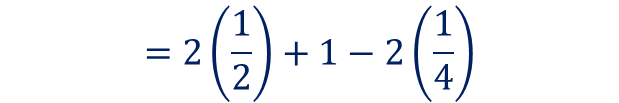 = 2(1/2) + 1 − 2(1/4)